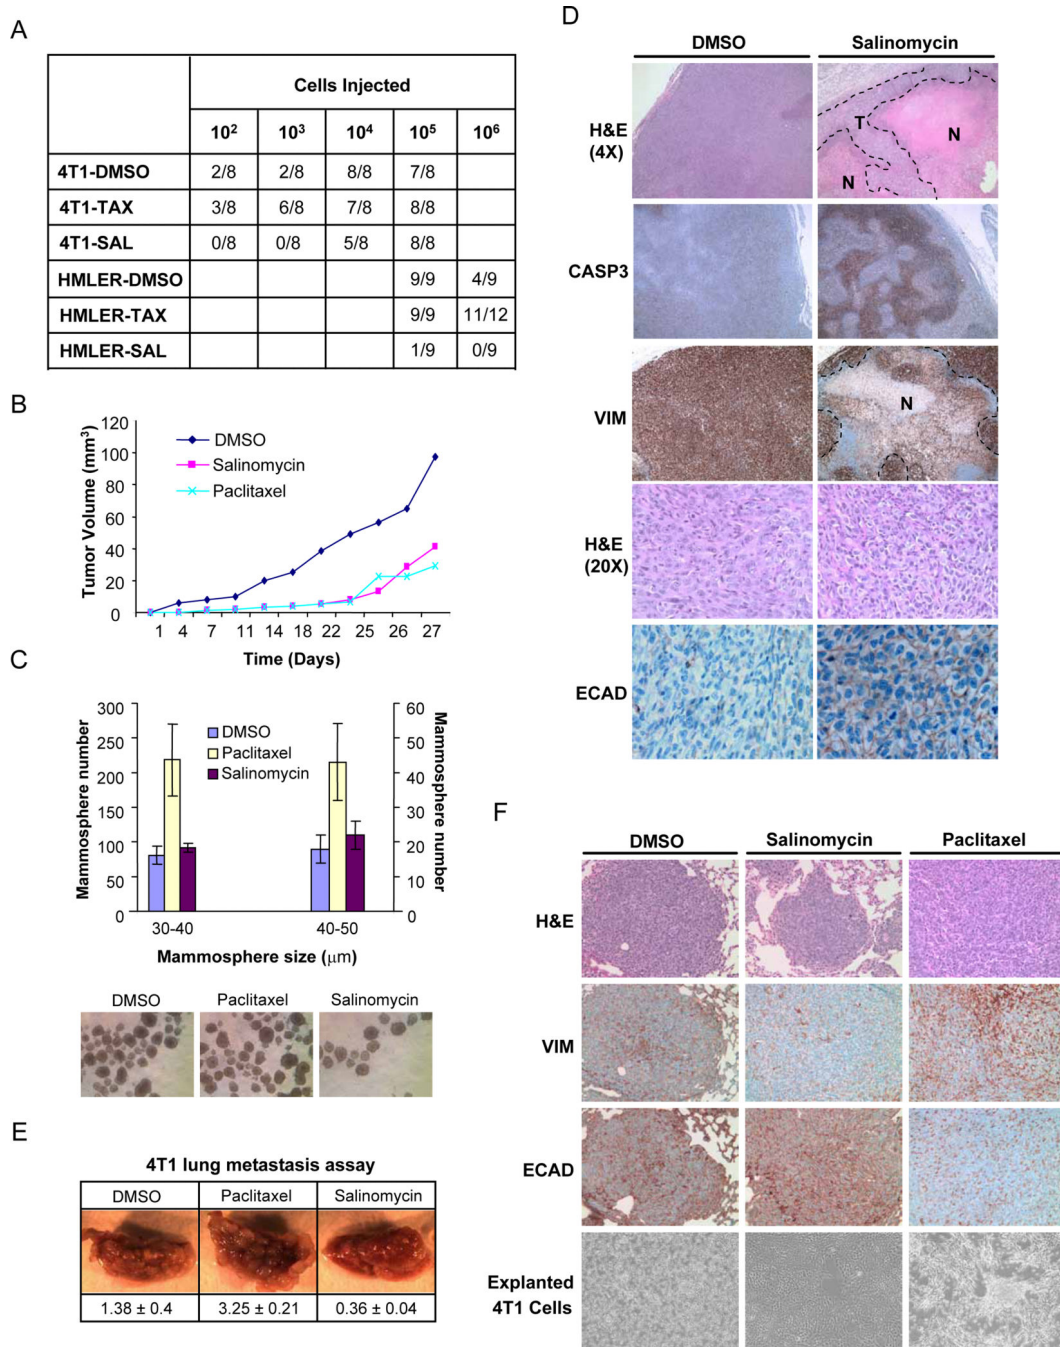 A
Cells Injected
10² 10³ 10⁴ 10⁵ 10⁶
4T1-DMSO 2/8 2/8 8/8 7/8
4T1-TAX 3/8 6/8 7/8 8/8
4T1-SAL 0/8 0/8 5/8 8/8
HMLER-DMSO 9/9 4/9
HMLER-TAX 9/9 11/12
HMLER-SAL 1/9 0/9
B
Tumor Volume (mm³)
120
100
80
60
40
20
0
DMSO
Salinomycin
Paclitaxel
1 4 7 11 14 18 22 25 26 27
Time (Days)
C
Mammosphere number
300
250
200
150
100
50
0
DMSO
Paclitaxel
Salinomycin
60
50
40
30
20
10
0
Mammosphere number
30-40 40-50
Mammosphere size (μm)
DMSO Paclitaxel Salinomycin
E
4T1 lung metastasis assay
DMSO Paclitaxel Salinomycin
1.38 ± 0.4 3.25 ± 0.21 0.36 ± 0.04
D
DMSO Salinomycin
H&E
(4X)
T
N
N
CASP3
VIM
N
H&E
(20X)
ECAD
F
DMSO Salinomycin Paclitaxel
H&E
VIM
ECAD
Explanted
4T1 Cells